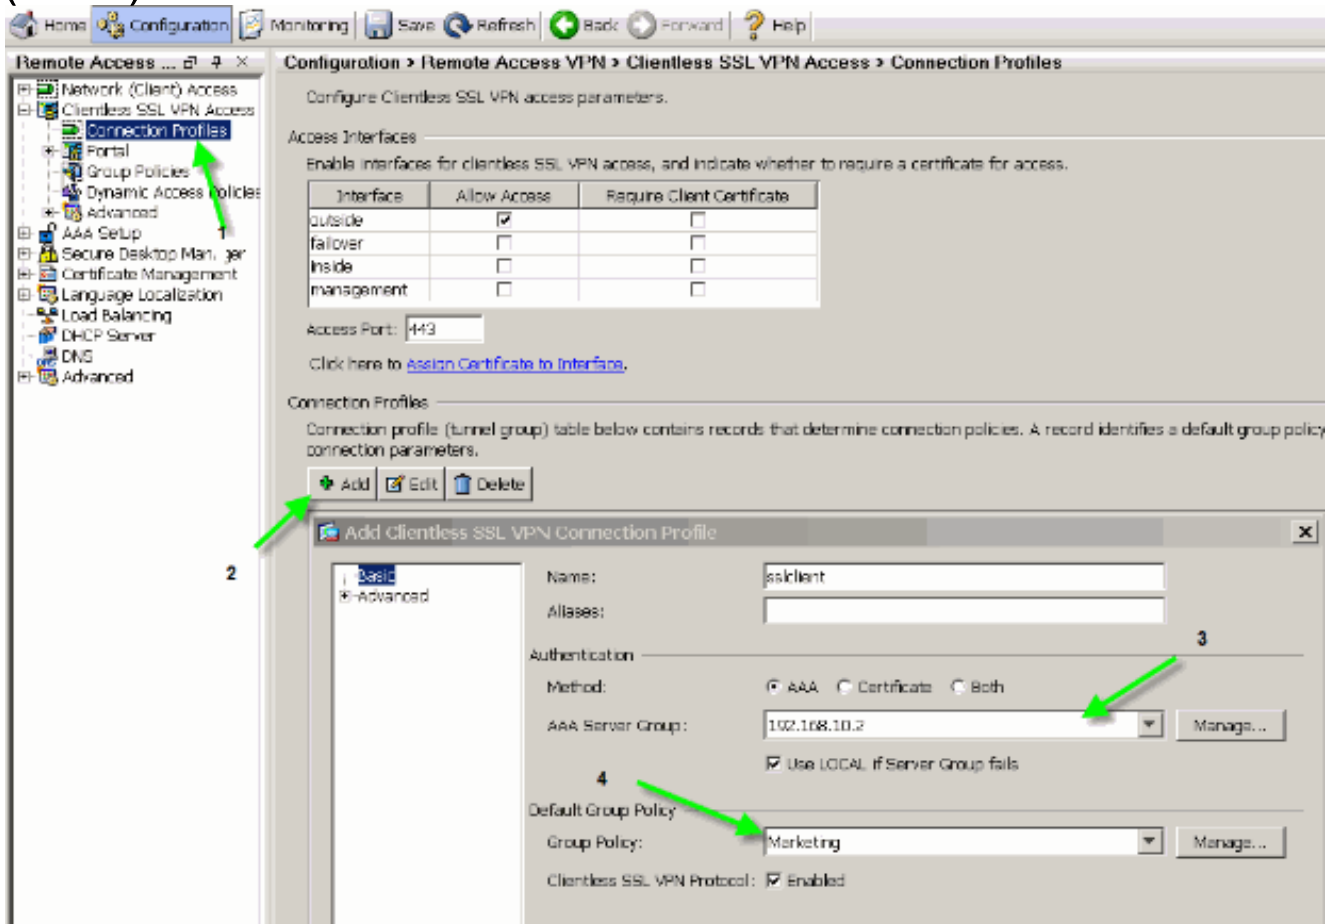 Home Configuration Monitoring Save Refresh Back Forward Help
Remote Access ...
Configuration > Remote Access VPN > Clientless SSL VPN Access > Connection Profiles
Network (Client) Access
Clientless SSL VPN Access
Connection Profiles
Portal
Group Policies
Dynamic Access Policies
Advanced
1
AAA Setup
Secure Desktop
Certificate Management
Language Localization
Load Balancing
DHCP Server
DNS
Advanced
Configure Clientless SSL VPN access parameters.
Access Interfaces
Enable interfaces for clientless SSL VPN access, and indicate whether to require a certificate for access.
Interface Allow Access Require Client Certificate
outside
failover
inside
management
Access Port: 443
Click here to Assign Certificate to Interface.
Connection Profiles
Connection profile (tunnel group) table below contains records that determine connection policies. A record identifies a default group policy
connection parameters.
Add Edit Delete
2
Add Clientless SSL VPN Connection Profile
Basic
Advanced
Name: sslclient
Aliases:
3
Authentication
Method: AAA Certificate Both
AAA Server Group: 192.168.10.2 Manage...
Use LOCAL if Server Group fails
4
Default Group Policy
Group Policy: Marketing Manage...
Clientless SSL VPN Protocol: Enabled